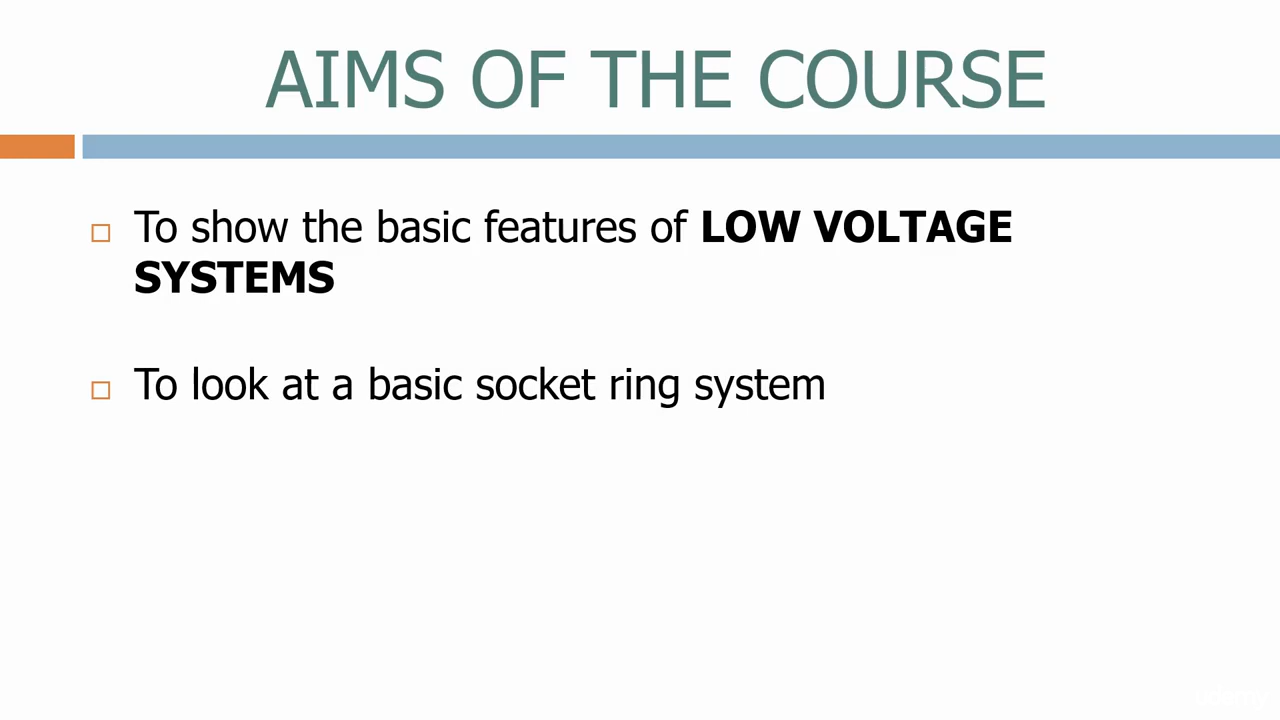 AIMS OF THE COURSE
To show the basic features of LOW VOLTAGE
SYSTEMS
To look at a basic socket ring system